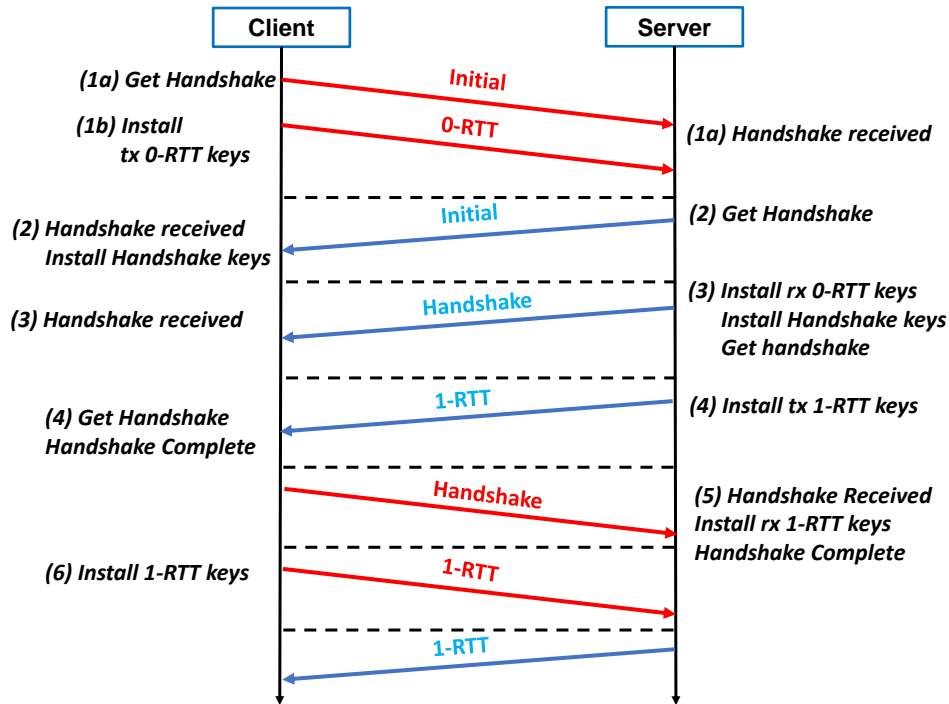 Client
Server
(1a) Get Handshake
Initial
(1b) Install
tx 0-RTT keys
0-RTT
(1a) Handshake received
Initial
(2) Get Handshake
(2) Handshake received
Install Handshake keys
Handshake
(3) Install rx 0-RTT keys
Install Handshake keys
Get handshake
(3) Handshake received
1-RTT
(4) Install tx 1-RTT keys
(4) Get Handshake
Handshake Complete
Handshake
(5) Handshake Received
Install rx 1-RTT keys
Handshake Complete
(6) Install 1-RTT keys
1-RTT
1-RTT